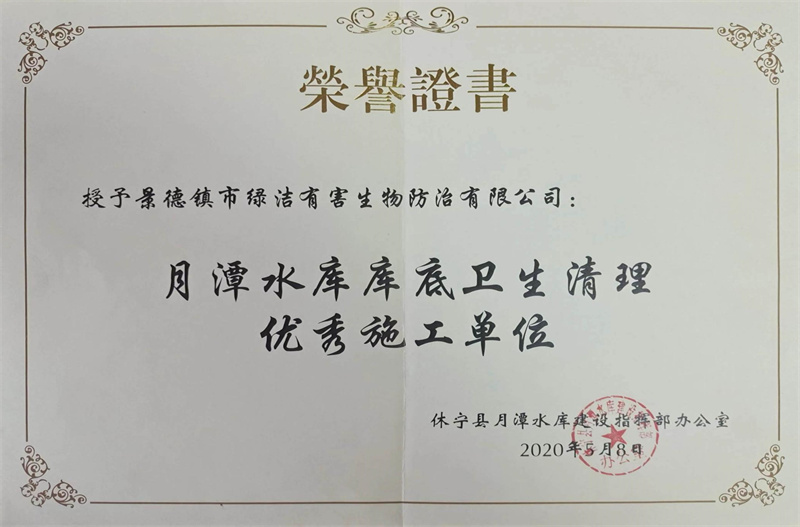 榮譽證書
授予景德镇市绿洁有害生物防治有限公司：
月潭水库库底卫生清理
优秀施工单位
休宁县月潭水库建设指挥部办公室
2020年5月8日
办公室